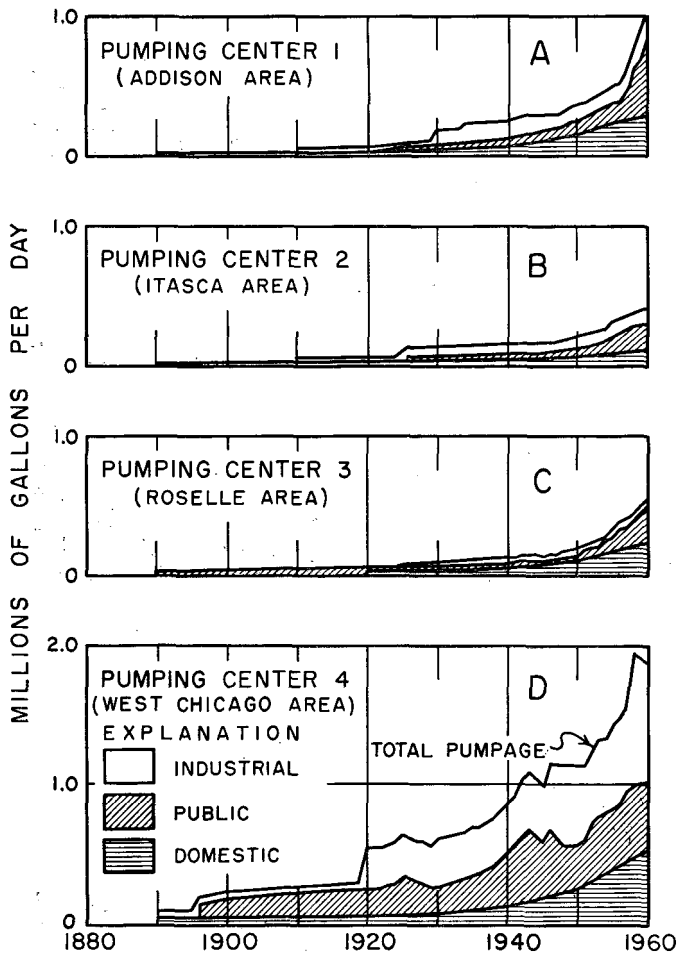 MILLIONS OF GALLONS PER DAY
1.0
PUMPING CENTER 1
(ADDISON AREA)
A
0
1.0
PUMPING CENTER 2
(ITASCA AREA)
B
0
1.0
PUMPING CENTER 3
(ROSELLE AREA)
C
0
2.0
PUMPING CENTER 4
(WEST CHICAGO AREA)
D
EXPLANATION
TOTAL PUMPAGE
INDUSTRIAL
1.0
PUBLIC
DOMESTIC
0
1880 1900 1920 1940 1960